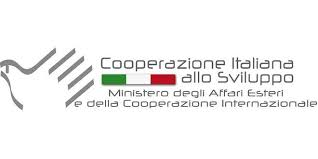 Cooperazione Italiana
allo Sviluppo
Ministero degli Affari Esteri
e della Cooperazione Internazionale